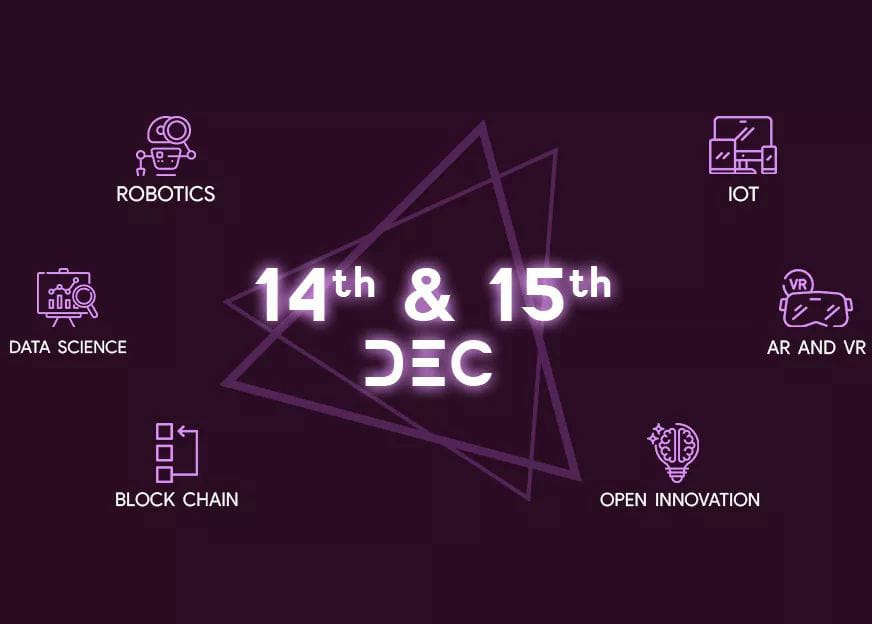 ROBOTICS
IOT
14th & 15th
DEC
VR
DATA SCIENCE
AR AND VR
BLOCK CHAIN
OPEN INNOVATION